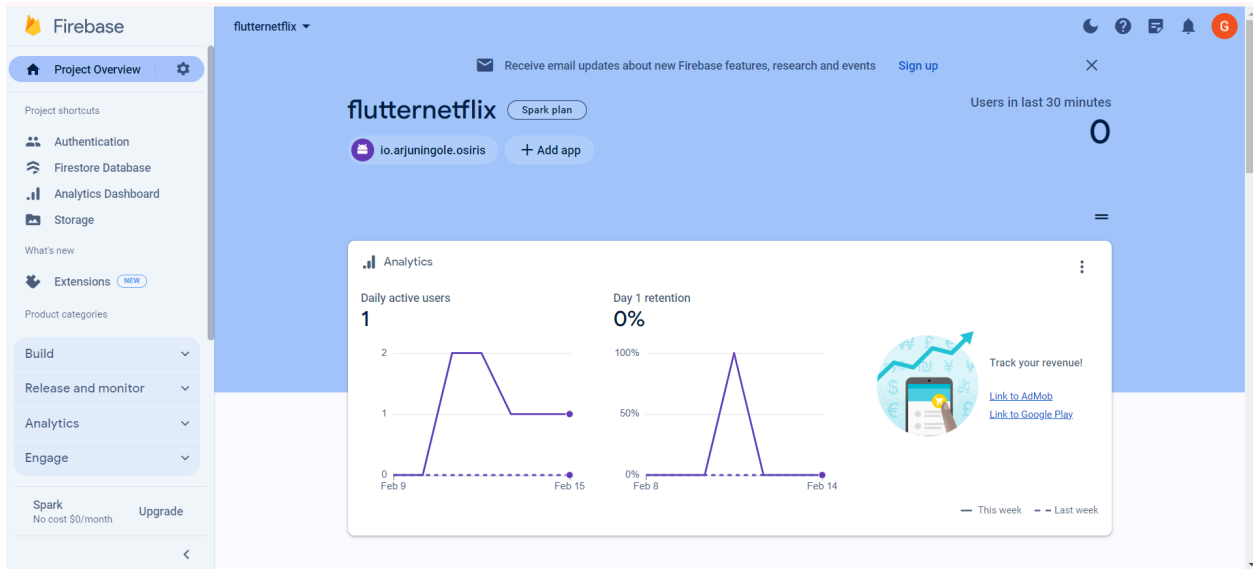 Firebase
flutternetflix
G
Project Overview
Receive email updates about new Firebase features, research and events Sign up
Project shortcuts
Authentication
Firestore Database
Analytics Dashboard
Storage
What's new
Extensions NEW
Product categories
Build
Release and monitor
Analytics
Engage
Spark
No cost $0/month
Upgrade
flutternetflix Spark plan
Users in last 30 minutes
0
io.arjuningole.osiris + Add app
Analytics
Daily active users
1
2
1
0
Feb 9 Feb 15
Day 1 retention
0%
100%
50%
0%
Feb 8 Feb 14
Track your revenue!
Link to AdMob
Link to Google Play
This week Last week